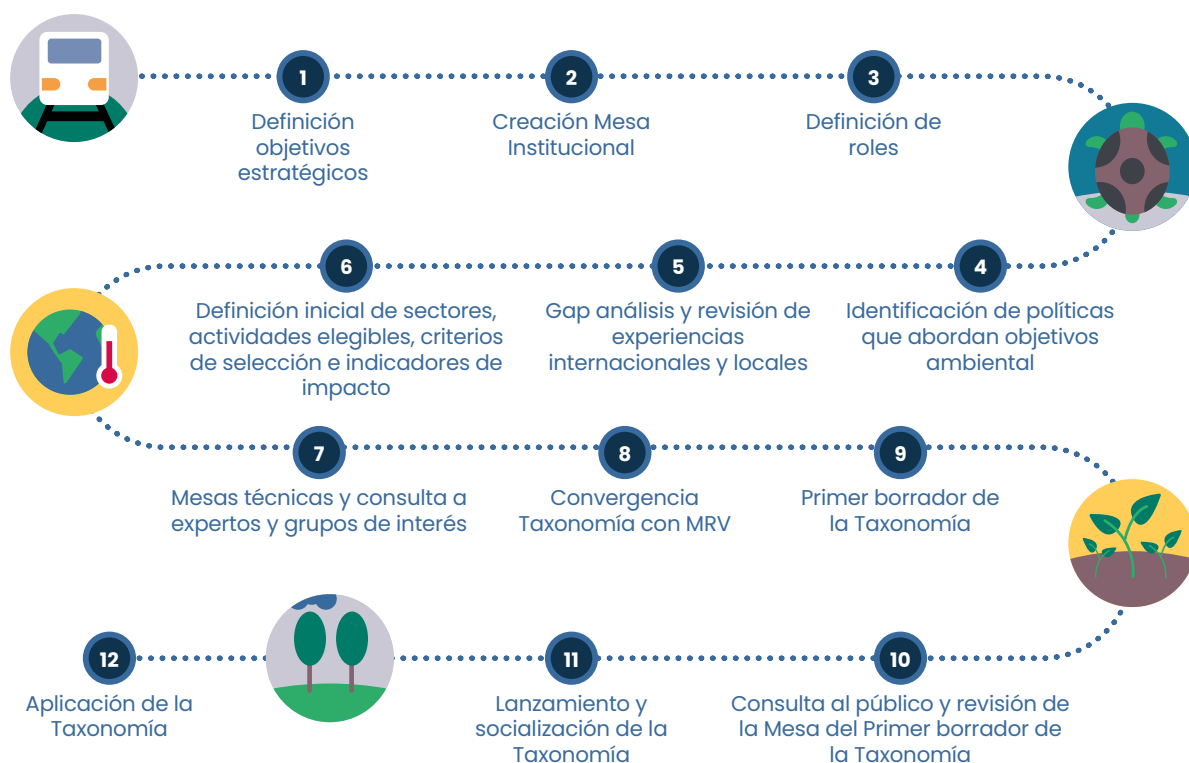 1
Definición
objetivos
estratégicos
2
Creación Mesa
Institucional
3
Definición de
roles
4
Identificación de políticas
que abordan objetivos
ambiental
5
Gap análisis y revisión de
experiencias
internacionales y locales
6
Definición inicial de sectores,
actividades elegibles, criterios
de selección e indicadores de
impacto
7
Mesas técnicas y consulta a
expertos y grupos de interés
8
Convergencia
Taxonomía con MRV
9
Primer borrador de
la Taxonomía
10
Consulta al público y revisión de
la Mesa del Primer borrador de
la Taxonomía
11
Lanzamiento y
socialización de la
Taxonomía
12
Aplicación de la
Taxonomía